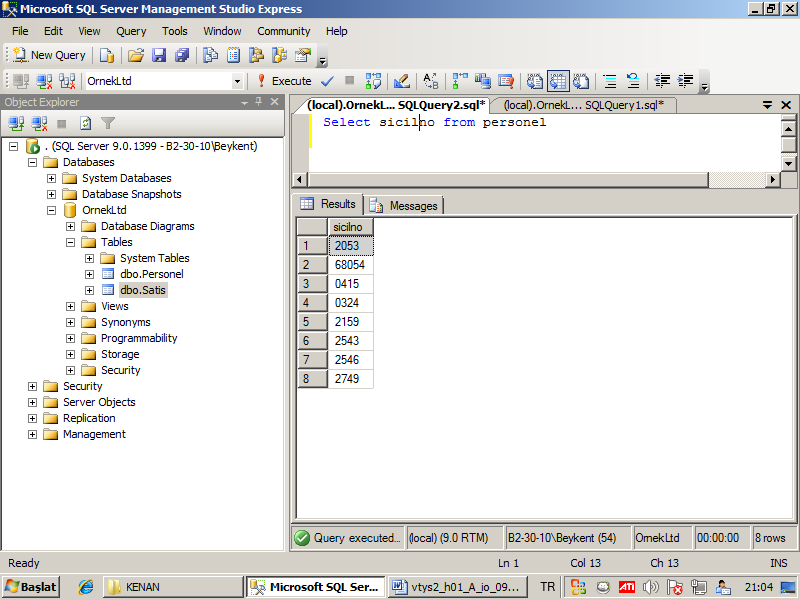 Microsoft SQL Server Management Studio Express
File Edit View Query Tools Window Community Help
New Query
OrnekLtd Execute
Object Explorer
. (SQL Server 9.0.1399 - B2-30-10\Beykent)
Databases
System Databases
Database Snapshots
OrnekLtd
Database Diagrams
Tables
System Tables
dbo.Personel
dbo.Satis
Views
Synonyms
Programmability
Storage
Security
Security
Server Objects
Replication
Management
(local).OrnekL... SQLQuery2.sql* (local).OrnekL... SQLQuery1.sql*
Select sicilno from personel
Results Messages
sicilno
1 2053
2 68054
3 0415
4 0324
5 2159
6 2543
7 2546
8 2749
Query executed... (local) (9.0 RTM) B2-30-10\Beykent (54) OrnekLtd 00:00:00 8 rows
Ready Ln 1 Col 13 Ch 13 INS
Başlat KENAN Microsoft SQL Ser... vtys2_h01_A_jo_09... TR ATI 21:04